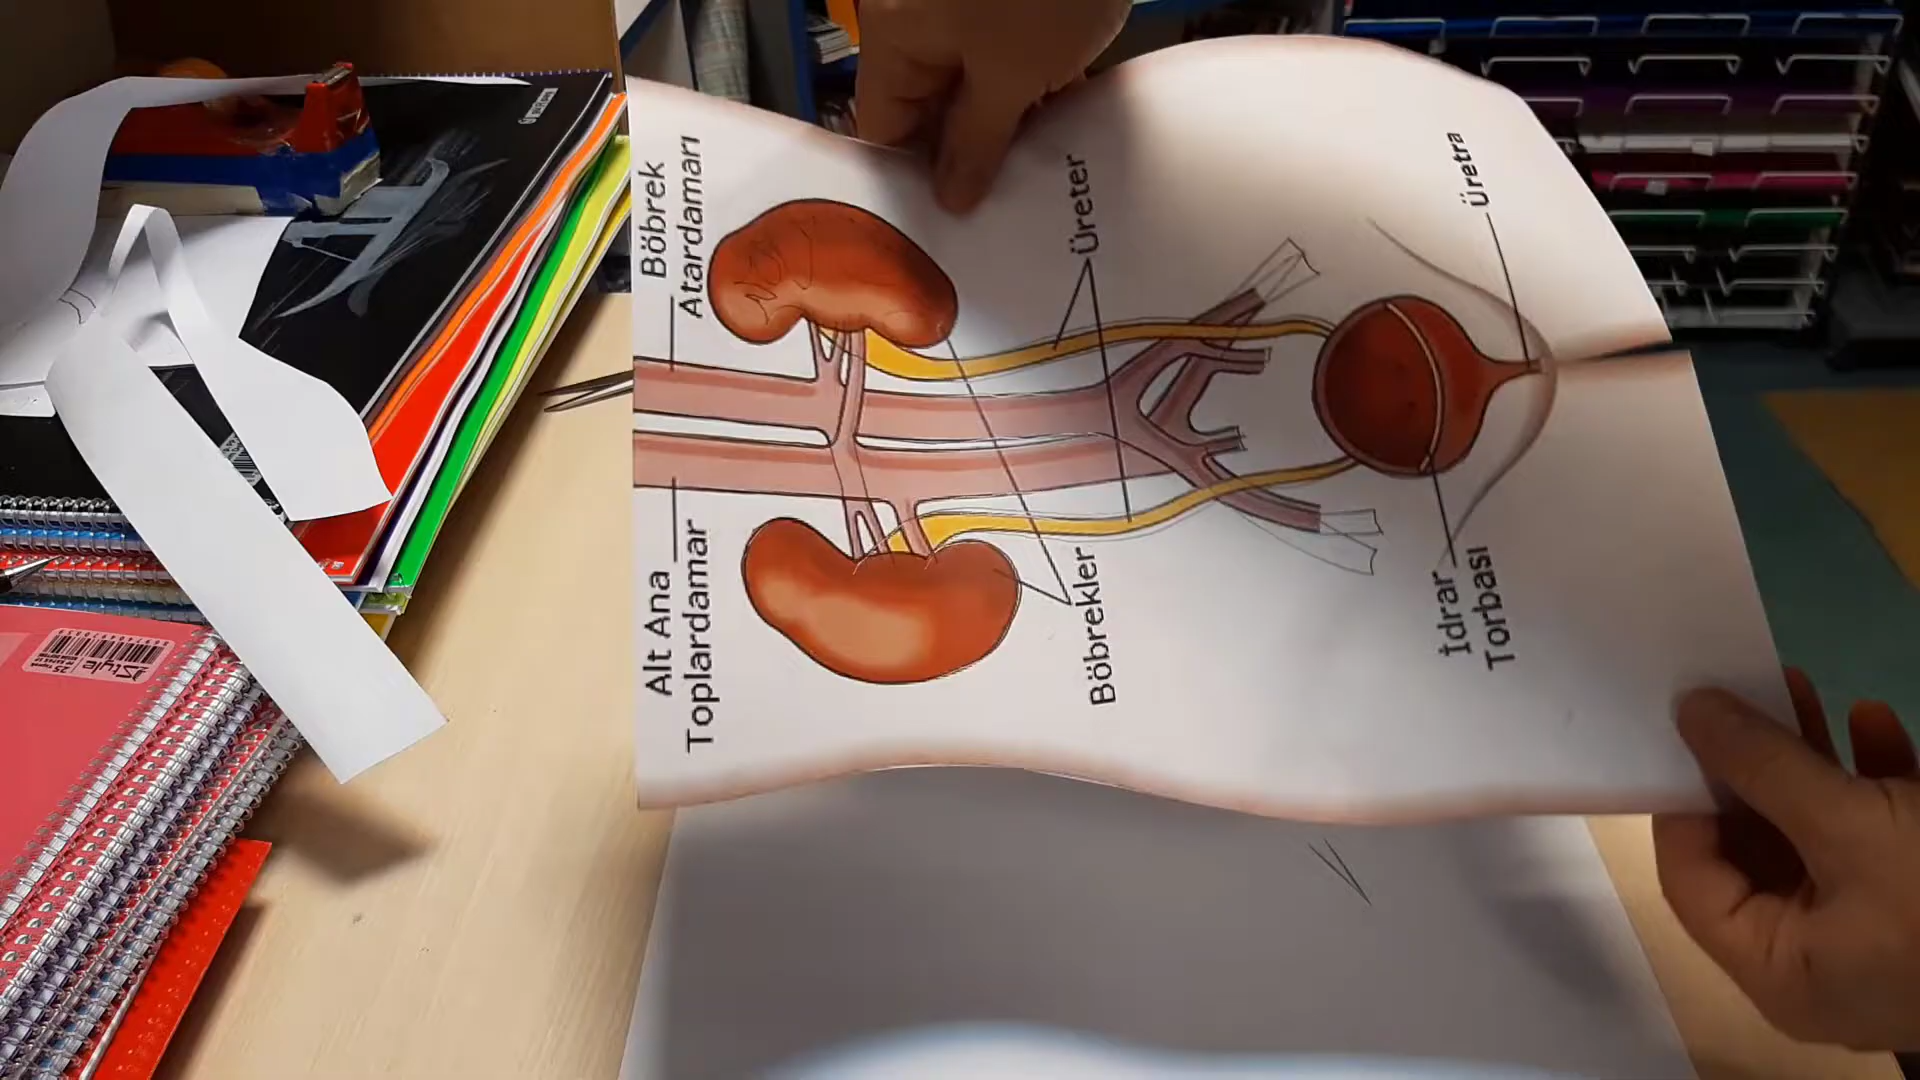 Böbrek
Atardamarı
Üreter
Üretra
Alt Ana
Toplardamar
Böbrekler
İdrar
Torbası
Style